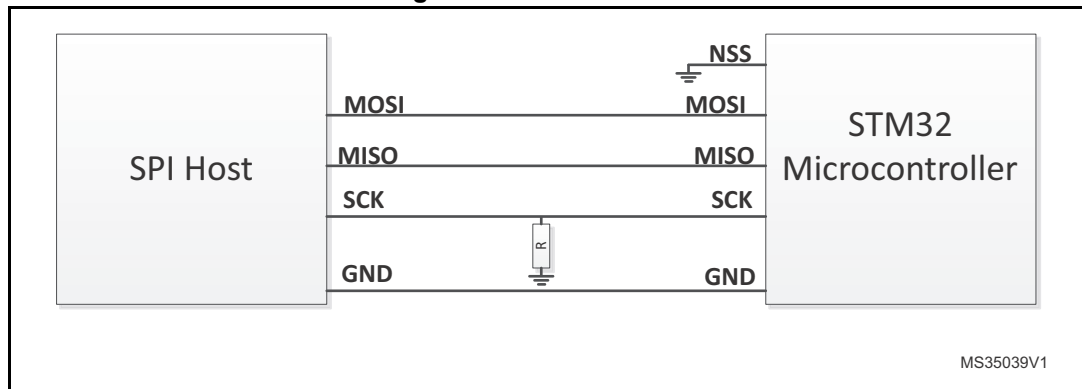 NSS
MOSI MOSI
STM32
SPI Host MISO MISO Microcontroller
SCK SCK
R
GND GND
MS35039V1